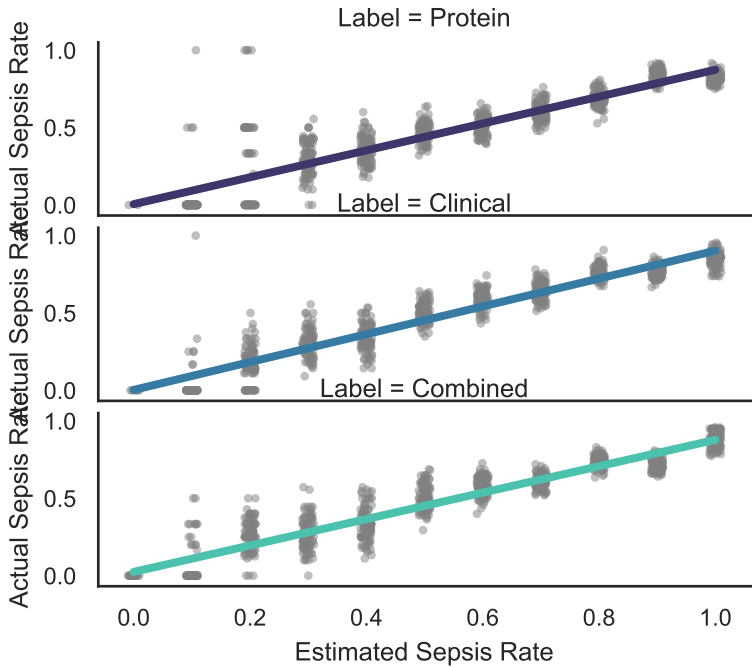 Label = Protein
Actual Sepsis Rate
1.0
0.5
0.0
Label = Clinical
Actual Sepsis Rate
1.0
0.5
0.0
Label = Combined
Actual Sepsis Rate
1.0
0.5
0.0
0.0 0.2 0.4 0.6 0.8 1.0
Estimated Sepsis Rate